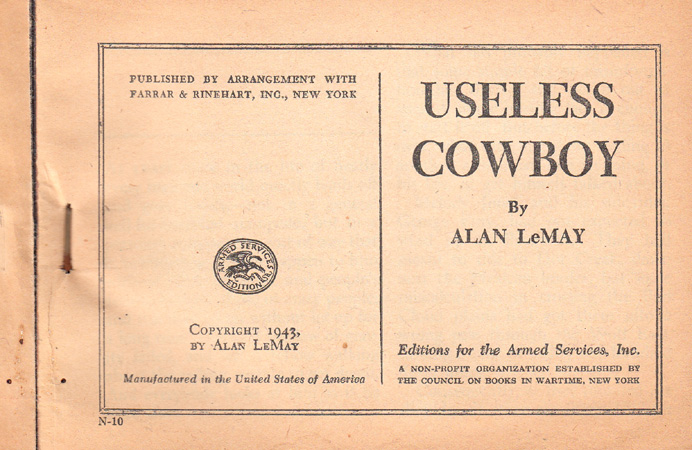 PUBLISHED BY ARRANGEMENT WITH
FARRAR & RINEHART, INC., NEW YORK
ARMED SERVICES
EDITION
COPYRIGHT 1943,
BY ALAN LEMAY
Manufactured in the United States of America
USELESS
COWBOY
By
ALAN LeMAY
Editions for the Armed Services, Inc.
A NON-PROFIT ORGANIZATION ESTABLISHED BY
THE COUNCIL ON BOOKS IN WARTIME, NEW YORK
N-10